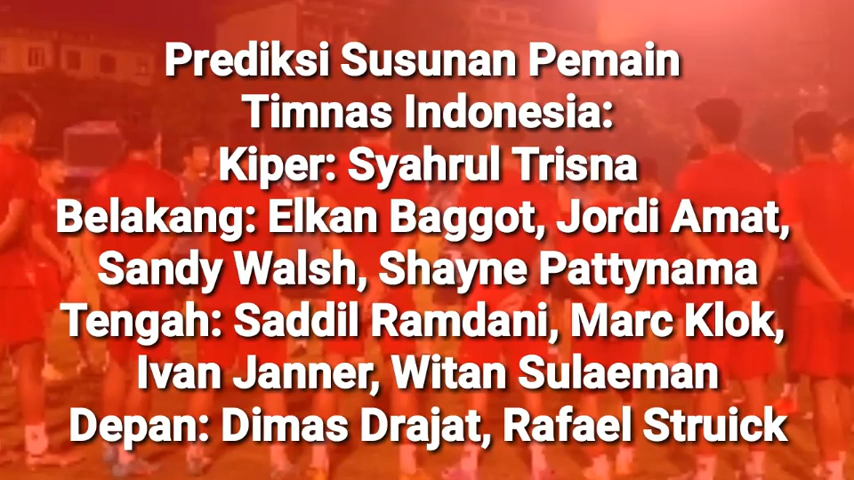 Prediksi Susunan Pemain
Timnas Indonesia:
Kiper: Syahrul Trisna
Belakang: Elkan Baggot, Jordi Amat,
Sandy Walsh, Shayne Pattynama
Tengah: Saddil Ramdani, Marc Klok,
Ivan Janner, Witan Sulaeman
Depan: Dimas Drajat, Rafael Struick